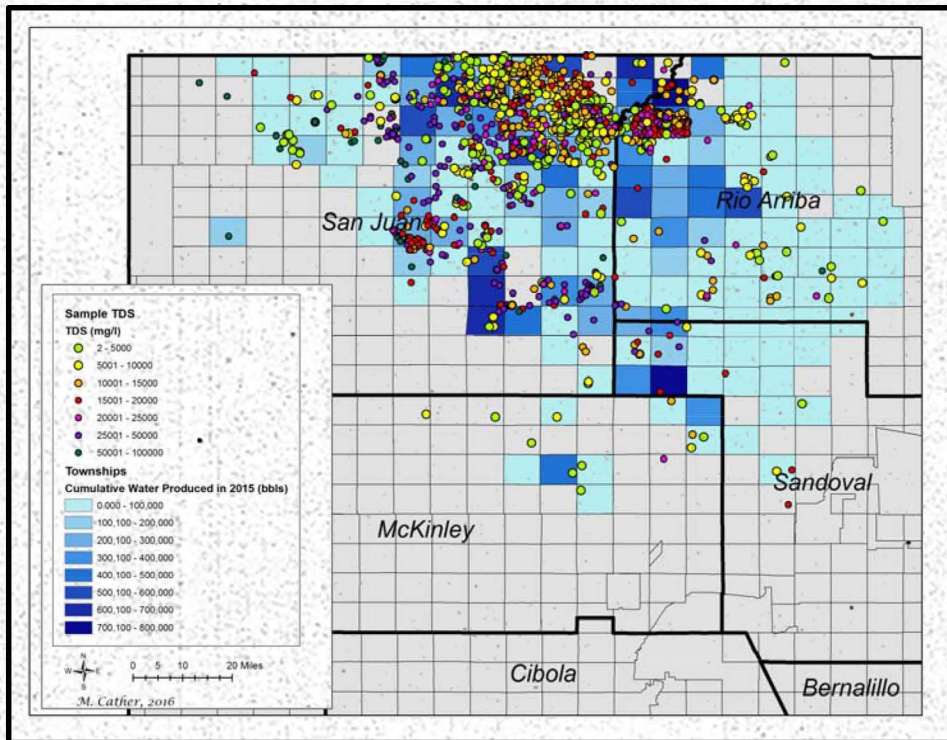 Rio Arriba
San Juan
Sample TDS
TDS (mg/l)
2 - 5000
5001 - 10000
10001 - 15000
15001 - 20000
20001 - 25000
25001 - 50000
50001 - 100000
Townships
Cumulative Water Produced in 2015 (bbls)
0.000 - 100,000
100,100 - 200,000
200,100 - 300,000
300,100 - 400,000
400,100 - 500,000
500,100 - 600,000
600,100 - 700,000
700,100 - 800,000
Sandoval
McKinley
N
W E
S
0 5 10 20 Miles
M. Cather, 2016
Cibola
Bernalillo